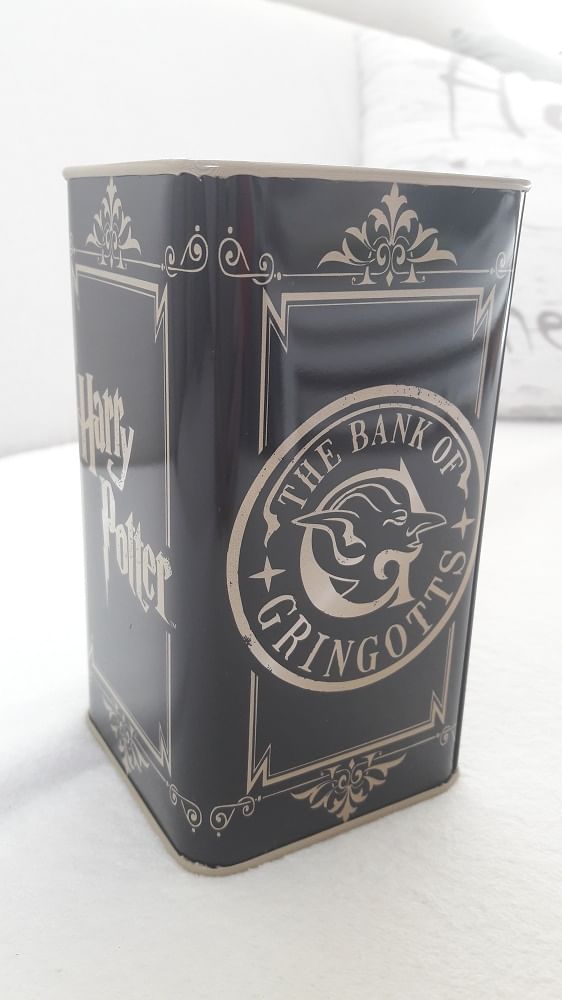 Harry
Potter
THE BANK OF
G
GRINGOTTS